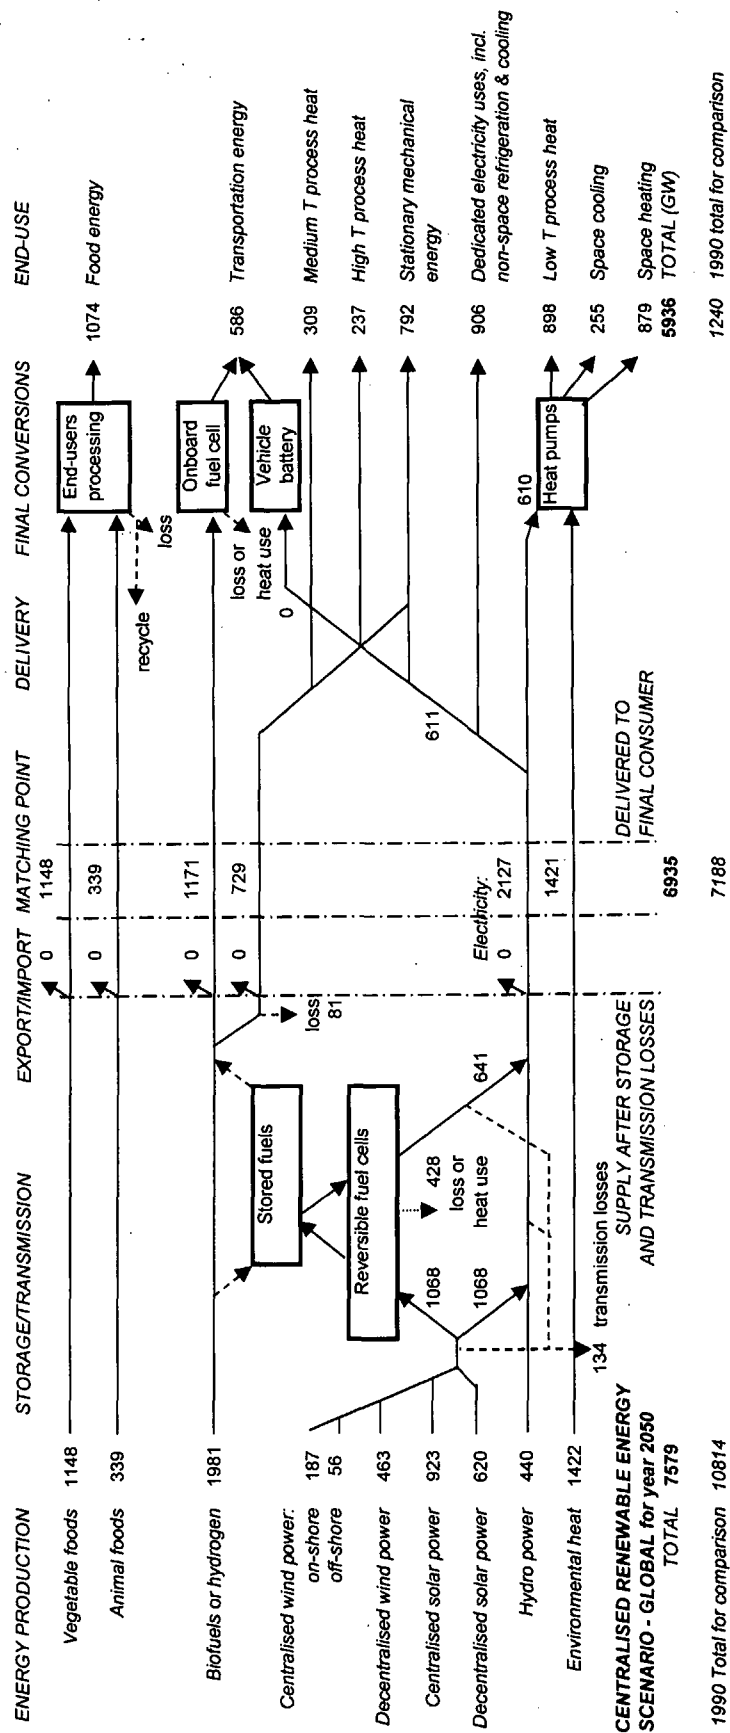 ENERGY PRODUCTION
STORAGE/TRANSMISSION
EXPORT/IMPORT
MATCHING POINT
DELIVERY
FINAL CONVERSIONS
END-USE
Vegetable foods 1148
0
1148
End-users
processing
1074 Food energy
Animal foods 339
0
339
recycle
loss
Biofuels or hydrogen 1981
0
1171
Onboard
fuel cell
loss or
heat use
586 Transportation energy
Stored fuels
loss
81
0
729
0
Vehicle
battery
Centralised wind power:
on-shore 187
off-shore 56
309 Medium T process heat
Decentralised wind power 463
Reversible fuel cells
237 High T process heat
Centralised solar power 923
1068
428
loss or
heat use
611
792 Stationary mechanical
energy
Decentralised solar power 620
1068
641
Electricity:
906 Dedicated electricity uses, incl.
non-space refrigeration & cooling
Hydro power 440
0
2127
610
Heat pumps
898 Low T process heat
Environmental heat 1422
1421
255 Space cooling
134 transmission losses
CENTRALISED RENEWABLE ENERGY
SCENARIO - GLOBAL for year 2050
TOTAL 7579
SUPPLY AFTER STORAGE
AND TRANSMISSION LOSSES
6935
DELIVERED TO
FINAL CONSUMER
879 Space heating
5936 TOTAL (GW)
1990 Total for comparison 10814
7188
1240 1990 total for comparison